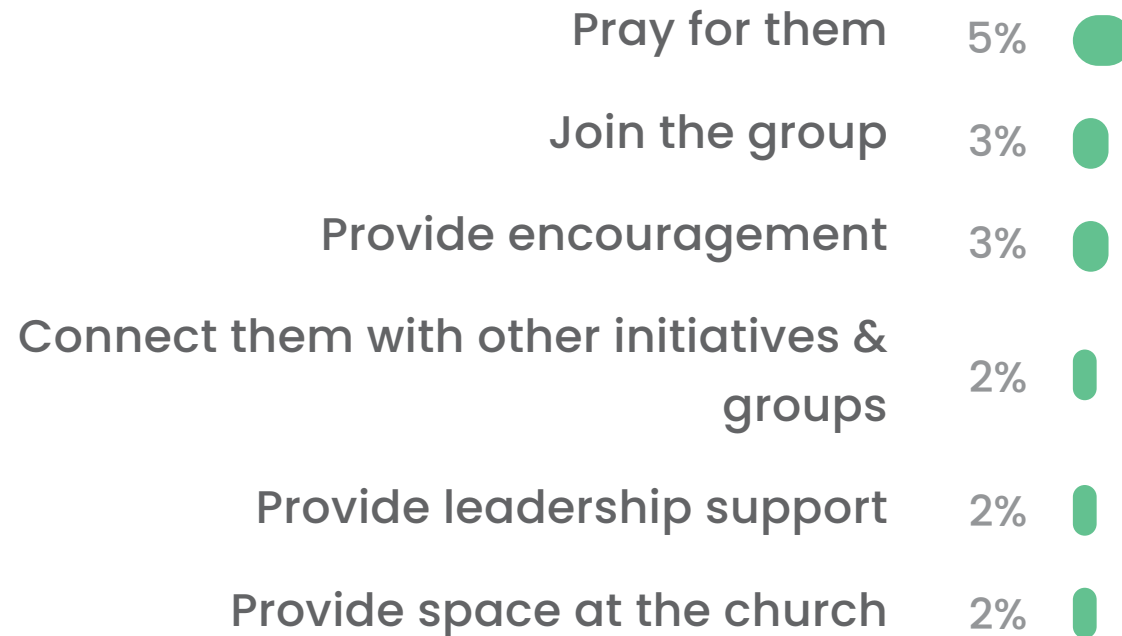 Pray for them 5%
Join the group 3%
Provide encouragement 3%
Connect them with other initiatives &
groups 2%
Provide leadership support 2%
Provide space at the church 2%